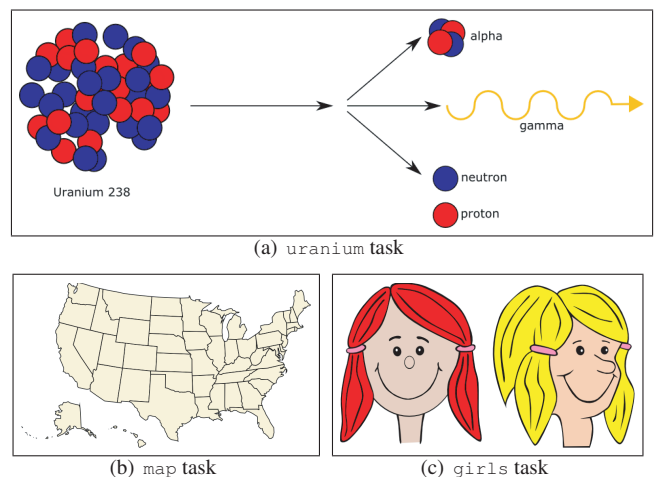 alpha
gamma
neutron
proton
Uranium 238
(a) uranium task
(b) map task
(c) girls task